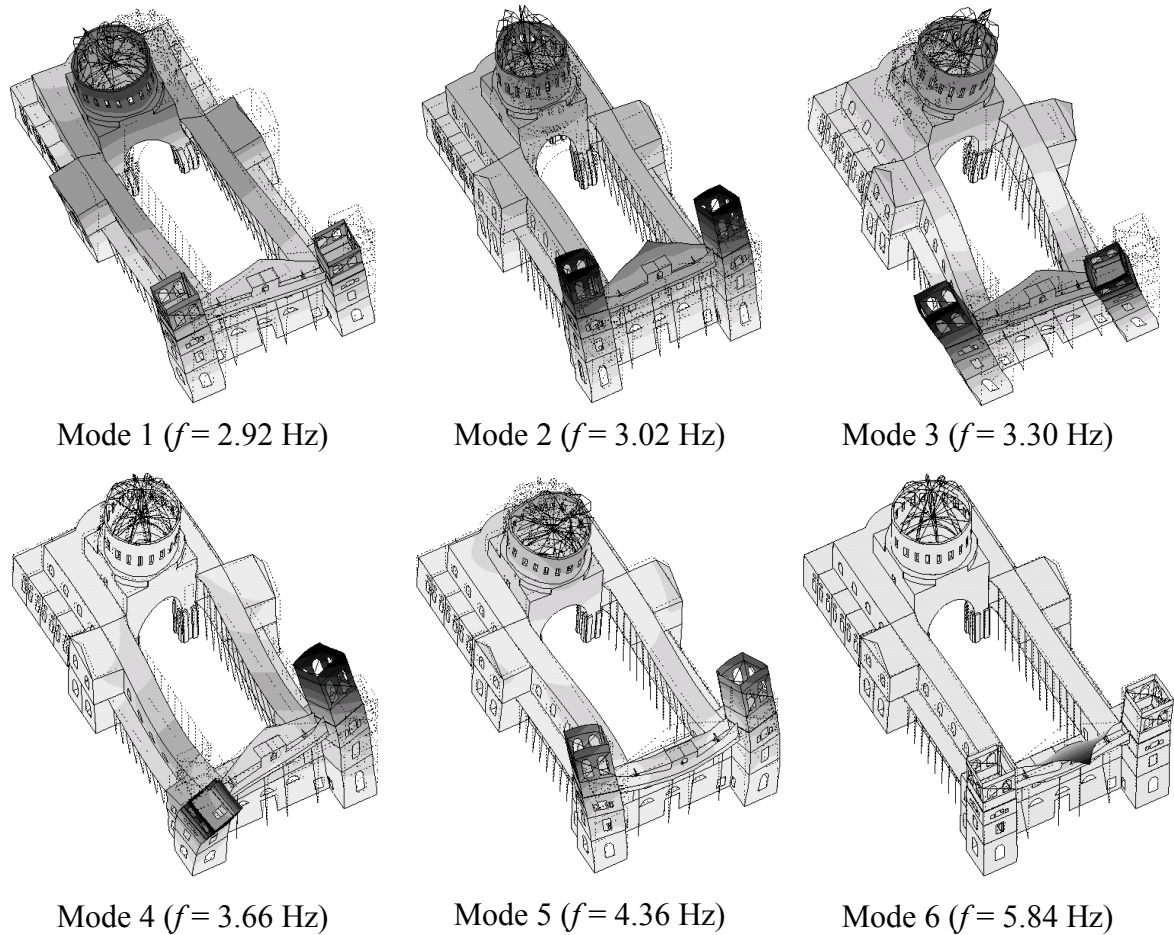 Mode 1 (f = 2.92 Hz)
Mode 2 (f = 3.02 Hz)
Mode 3 (f = 3.30 Hz)
Mode 4 (f = 3.66 Hz)
Mode 5 (f = 4.36 Hz)
Mode 6 (f = 5.84 Hz)